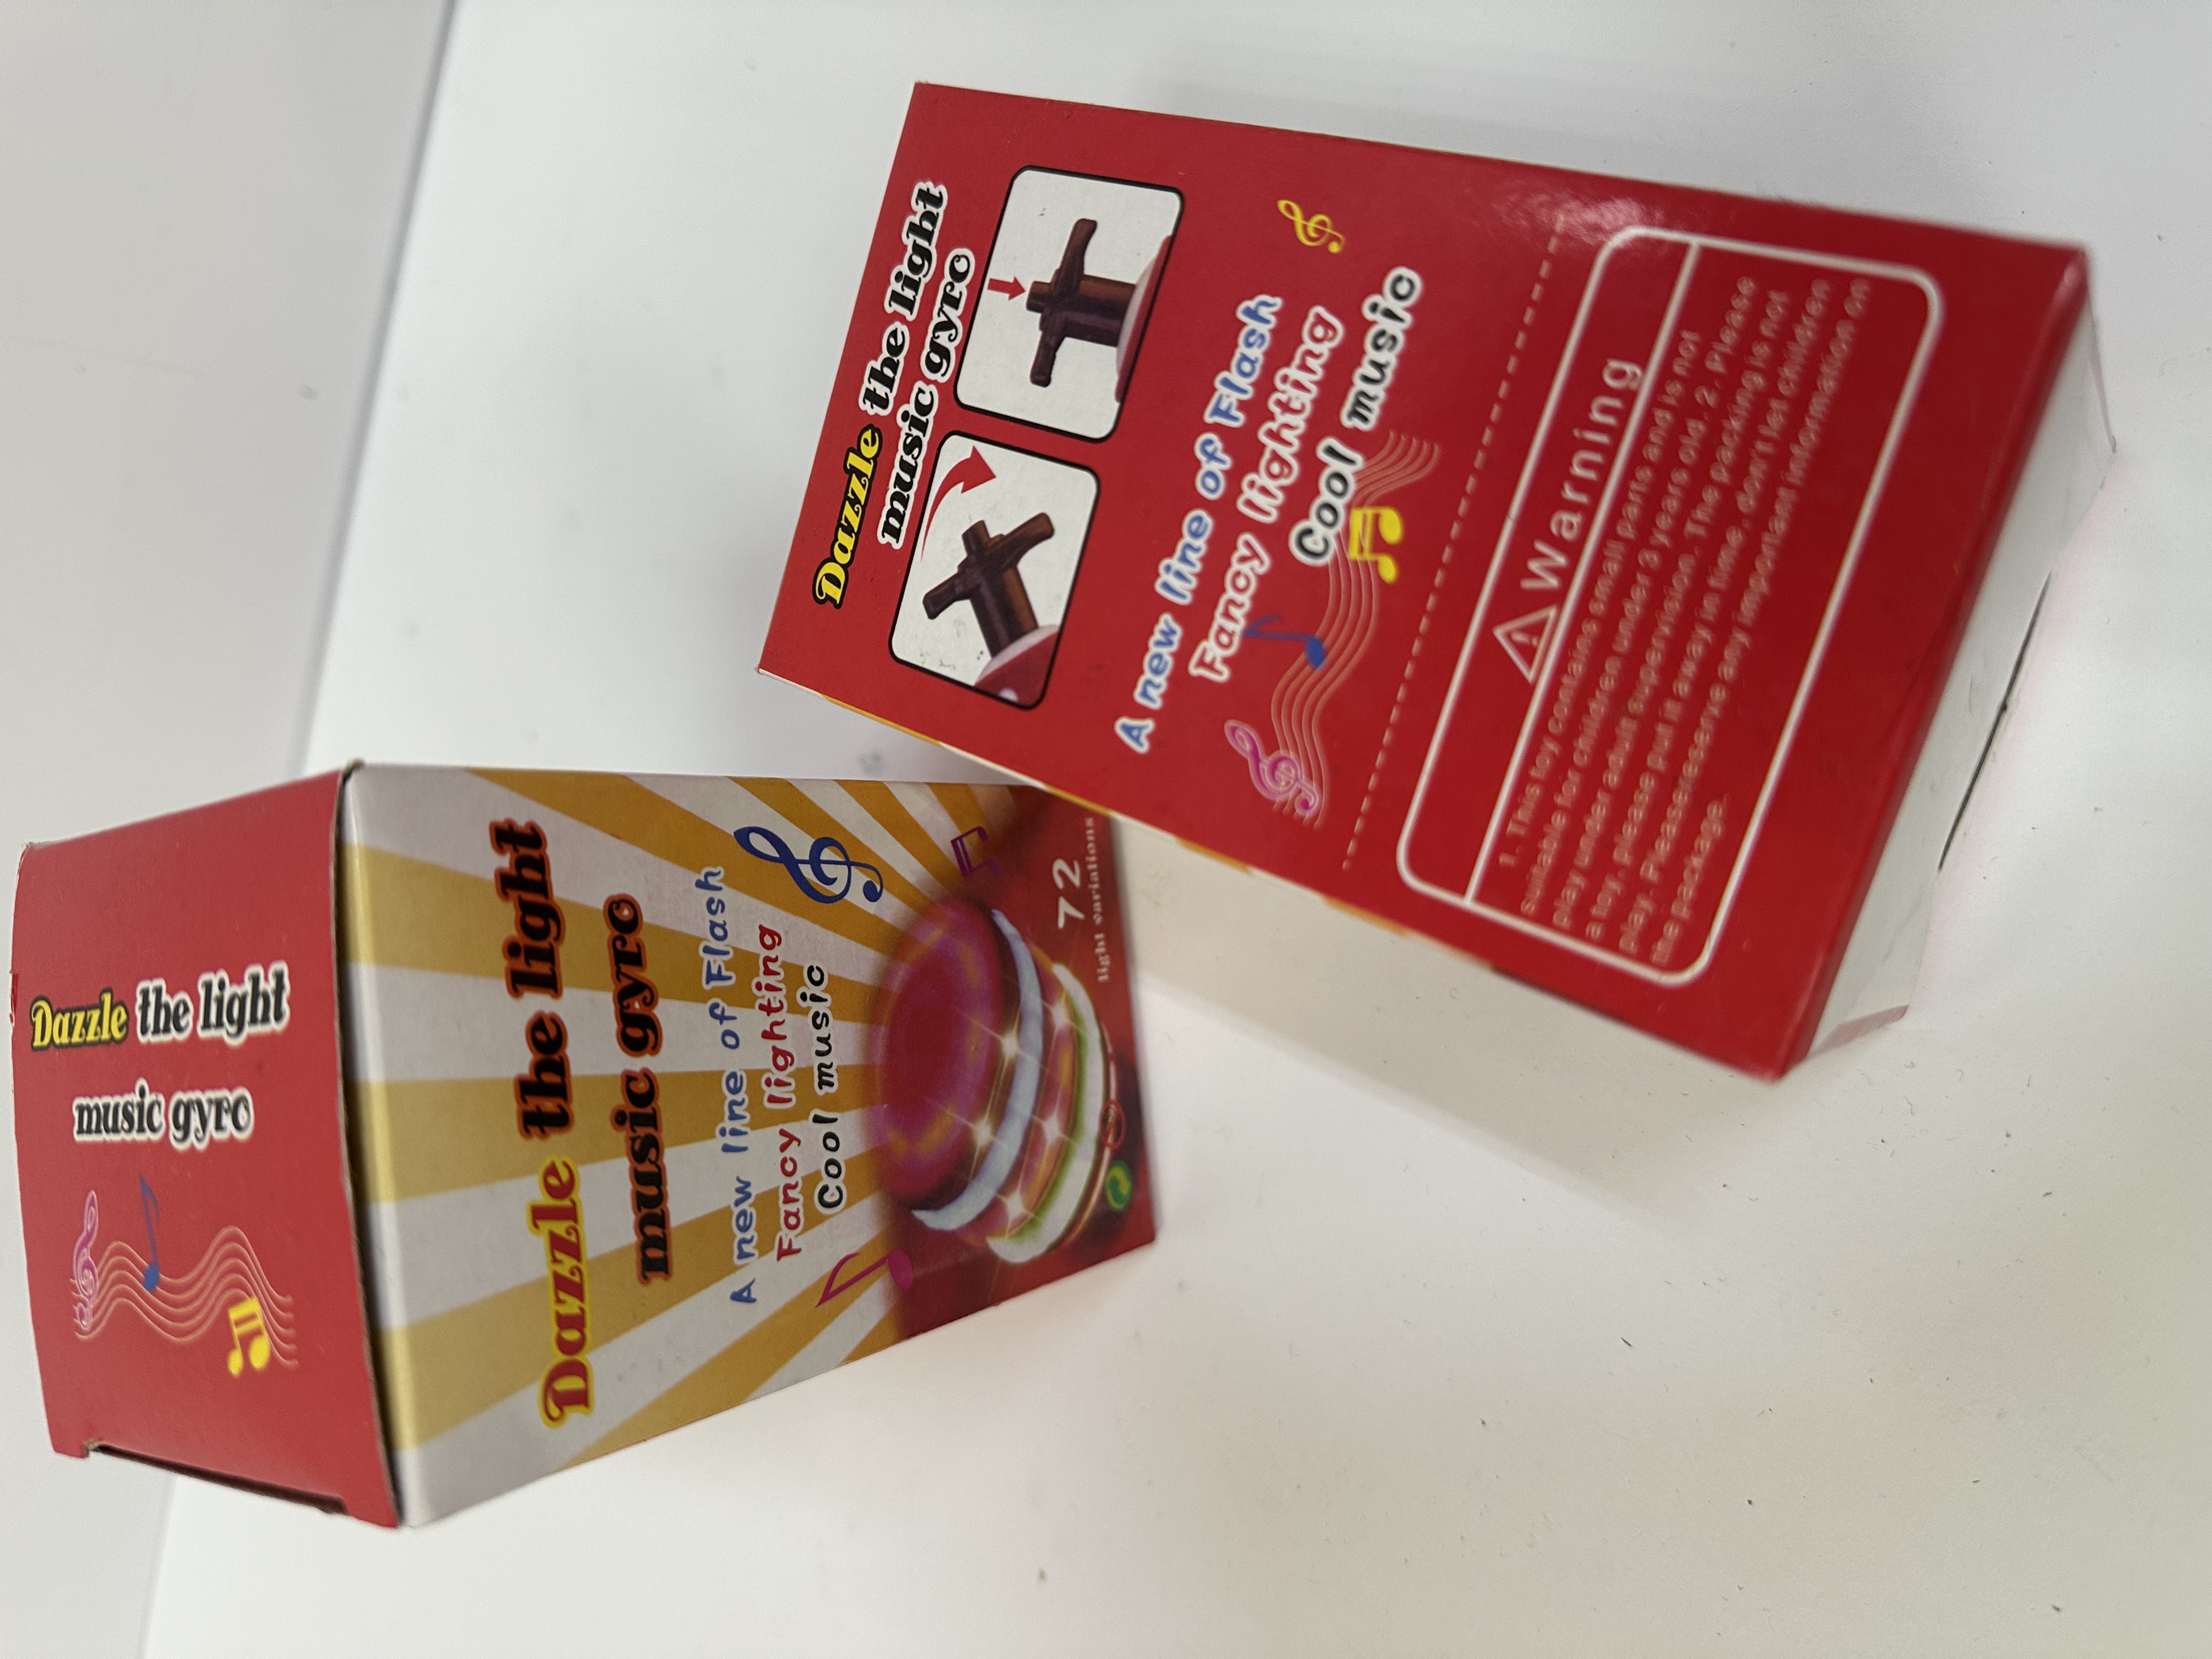 Dazzle the light
music gyro
Dazzle the light
music gyro
A new line of Flash
Fancy lighting
Cool music
72
light variations
Dazzle the light
music gyro
A new line of Flash
Fancy lighting
Cool music
Warning
1. This toy contains small parts and is not
suitable for children under 3 years old. 2. Please
play under adult supervision. The packing is not
a toy, please put it away in time, don't let children
play. Pleasereserve any important information on
the package.